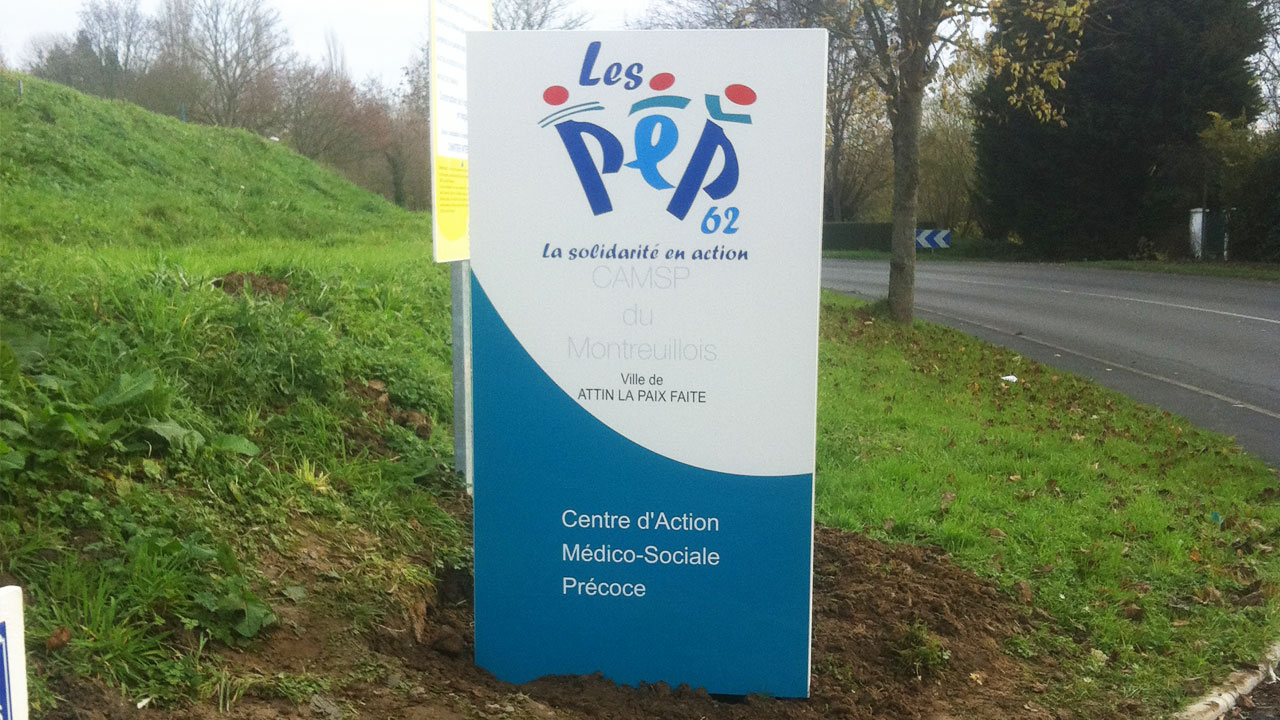 Les
PEP
62
La solidarité en action
CAMSP
du
Montreuillois
Ville de
ATTIN LA PAIX FAITE
Centre d'Action
Médico-Sociale
Précoce